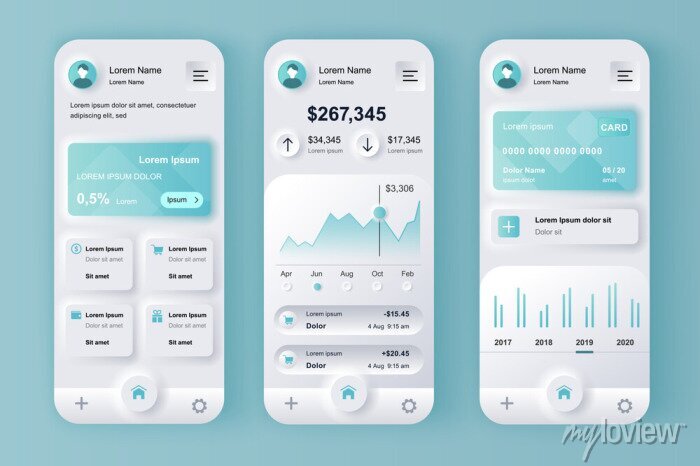 Lorem Name
Lorem Name
Lorem ipsum dolor sit amet, consectetuer
adipiscing elit, sed
Lorem Ipsum
LOREM IPSUM DOLOR
0,5% Lorem
Ipsum >
Lorem Ipsum
Dolor sit amet
Sit amet
Lorem Ipsum
Dolor sit amet
Sit amet
Lorem Ipsum
Dolor sit amet
Sit amet
Lorem Ipsum
Dolor sit amet
Sit amet
Lorem Name
Lorem Name
$267,345
$34,345
Lorem ipsum
$17,345
Lorem ipsum
$3,306
Apr Jun Aug Oct Feb
Lorem ipsum -$15.45
Dolor 4 Aug 9:15 am
Lorem ipsum +$20.45
Dolor 4 Aug 9:15 am
Lorem Name
Lorem Name
Lorem ipsum CARD
0000 0000 0000 0000
Dolor Name 05 / 20
ipsum dolot amet
Lorem Ipsum dolor sit
Dolor sit
2017 2018 2019 2020
myloview